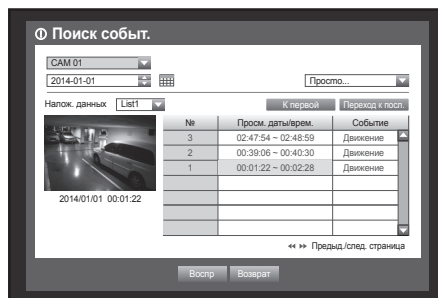 Поиск событ.
CAM 01
2014-01-01 Просто...
Налож. данных List1 К первой Переход к посл.
№ Просм. даты/врем. Событие
3 02:47:54 ~ 02:48:59 Движение
2 00:39:06 ~ 00:40:30 Движение
1 00:01:22 ~ 00:02:28 Движение
2014/01/01 00:01:22
Предыд./след. страница
Воспр Возврат